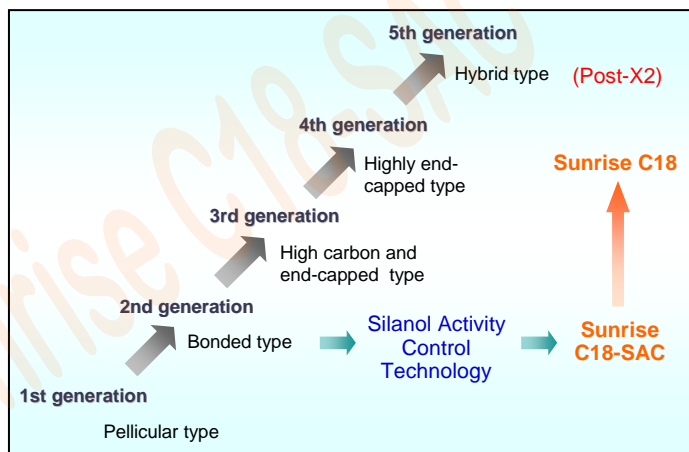 5th generation
Hybrid type
(Post-X2)
4th generation
Highly end-
capped type
Sunrise C18
3rd generation
High carbon and
end-capped type
2nd generation
Bonded type
Silanol Activity
Control
Technology
Sunrise
C18-SAC
1st generation
Pellicular type